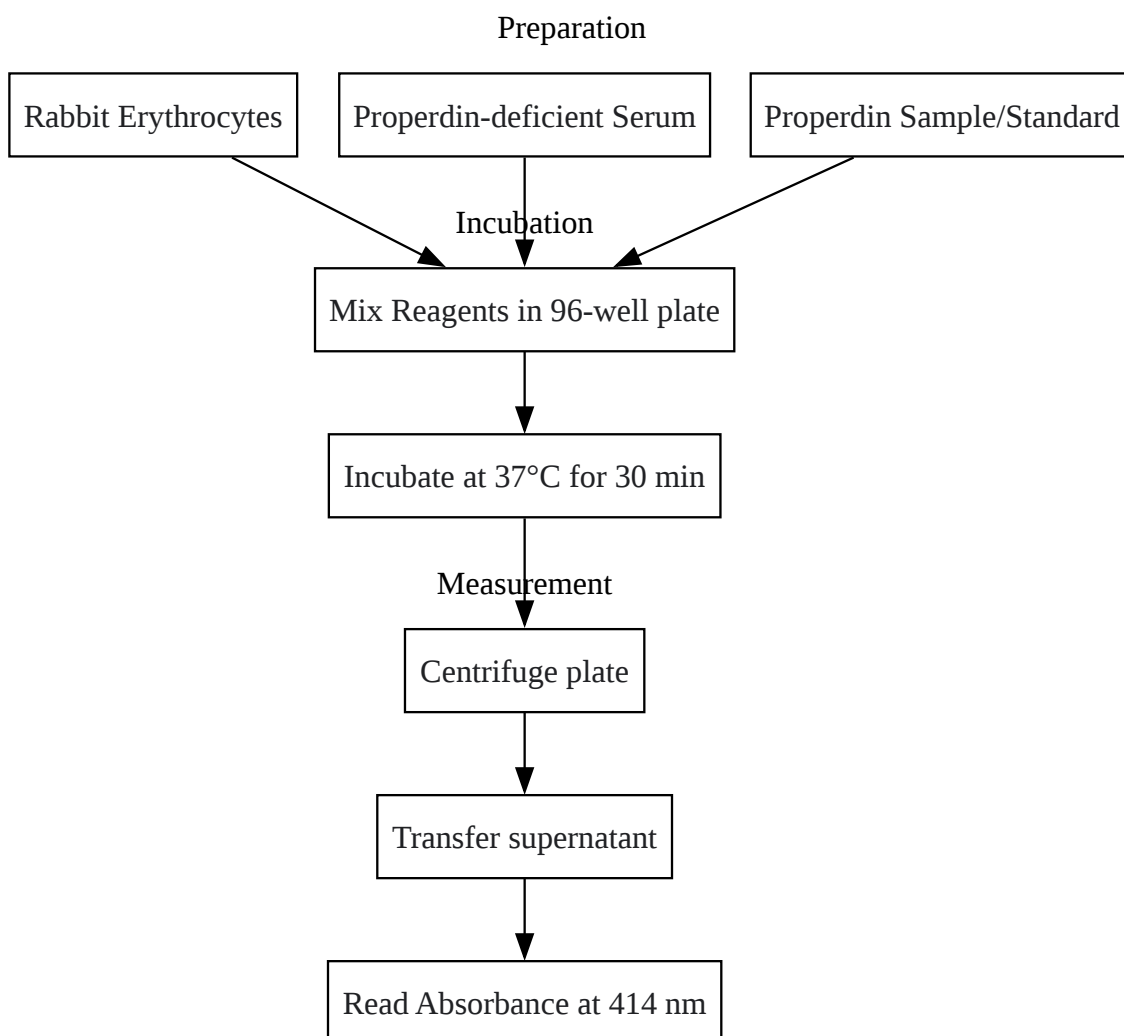 Preparation
Rabbit Erythrocytes
Properdin-deficient Serum
Properdin Sample/Standard
Incubation
Mix Reagents in 96-well plate
Incubate at 37°C for 30 min
Measurement
Centrifuge plate
Transfer supernatant
Read Absorbance at 414 nm